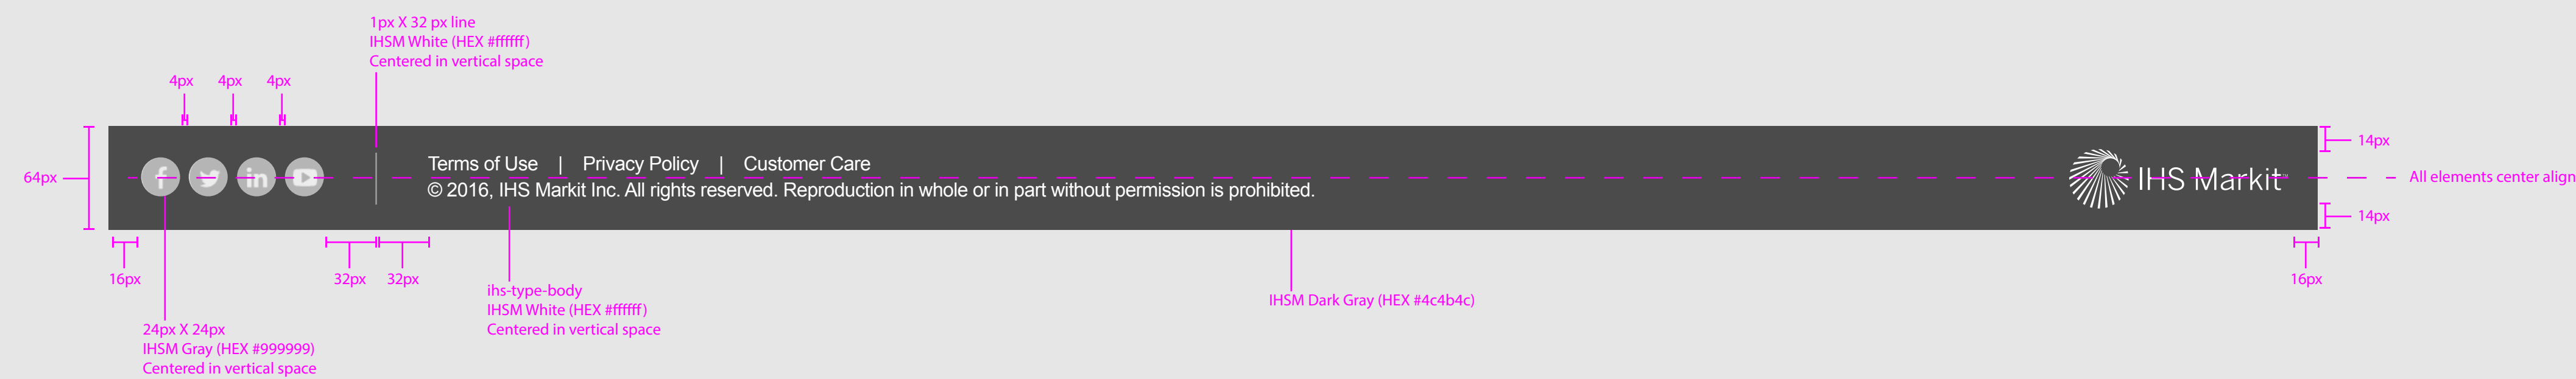 1px X 32 px line
IHSM White (HEX #ffffff)
Centered in vertical space
4px
4px
4px
64px
f
in
Terms of Use | Privacy Policy | Customer Care
© 2016, IHS Markit Inc. All rights reserved. Reproduction in whole or in part without permission is prohibited.
IHS Markit™
14px
All elements center align
14px
16px
32px
32px
16px
ihs-type-body
IHSM White (HEX #ffffff)
Centered in vertical space
IHSM Dark Gray (HEX #4c4b4c)
24px X 24px
IHSM Gray (HEX #999999)
Centered in vertical space